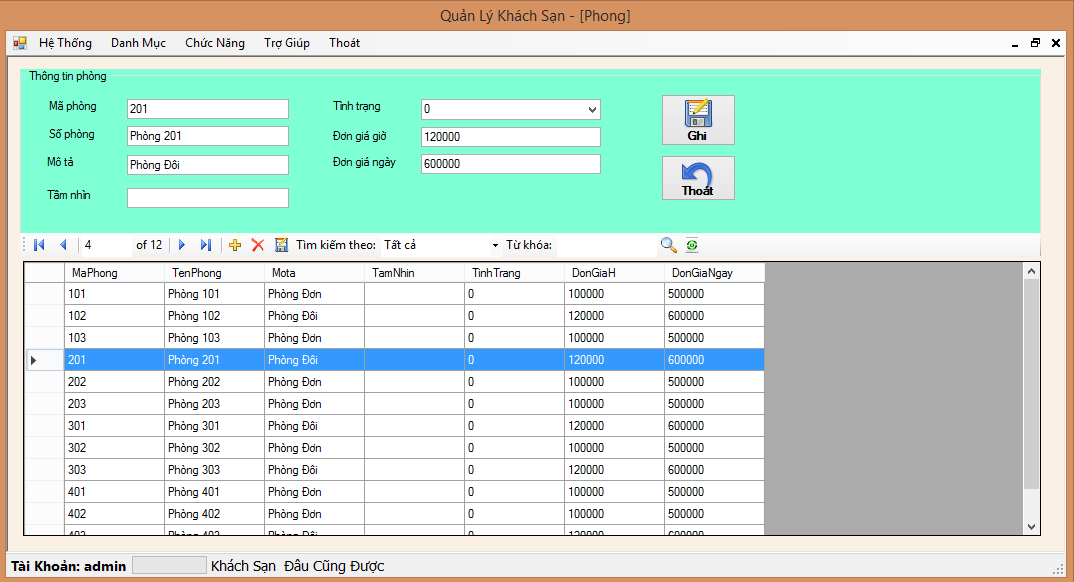 Quản Lý Khách Sạn - [Phong]
Hệ Thống Danh Mục Chức Năng Trợ Giúp Thoát
Thông tin phòng
Mã phòng 201 Tình trạng 0
Số phòng Phòng 201 Đơn giá giờ 120000
Mô tả Phòng Đôi Đơn giá ngày 600000
Tầm nhìn
Ghi
Thoát
4 of 12 Tìm kiếm theo: Tất cả Từ khóa:
MaPhong TenPhong Mota TamNhin TinhTrang DonGiaH DonGiaNgay
101 Phòng 101 Phòng Đơn 0 100000 500000
102 Phòng 102 Phòng Đôi 0 120000 600000
103 Phòng 103 Phòng Đơn 0 100000 500000
201 Phòng 201 Phòng Đôi 0 120000 600000
202 Phòng 202 Phòng Đơn 0 100000 500000
203 Phòng 203 Phòng Đơn 0 100000 500000
301 Phòng 301 Phòng Đôi 0 120000 600000
302 Phòng 302 Phòng Đơn 0 100000 500000
303 Phòng 303 Phòng Đôi 0 120000 600000
401 Phòng 401 Phòng Đơn 0 100000 500000
402 Phòng 402 Phòng Đơn 0 100000 500000
Tài Khoản: admin Khách Sạn Đâu Cũng Được